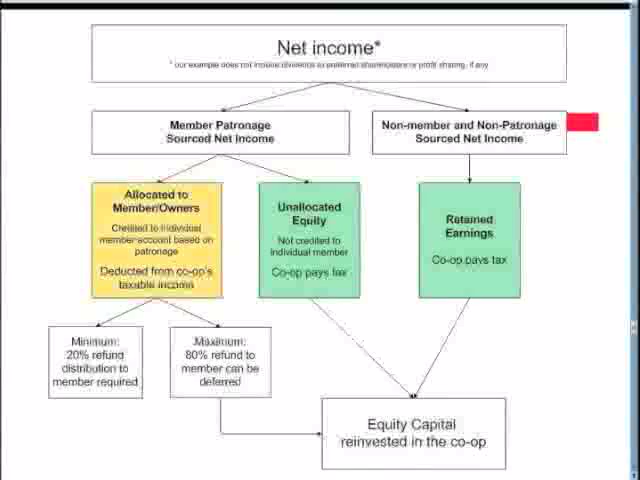 Net income*
* our example does not include dividends to preferred shareholders or profit sharing, if any
Member Patronage
Sourced Net Income
Non-member and Non-Patronage
Sourced Net Income
Allocated to
Member/Owners
Credited to individual
member-account based on
patronage
Deducted from co-op's
taxable income
Unallocated
Equity
Not credited to
individual member
Co-op pays tax
Retained
Earnings
Co-op pays tax
Minimum:
20% refund
distribution to
member required
Maximum:
80% refund to
member can be
deferred
Equity Capital
reinvested in the co-op